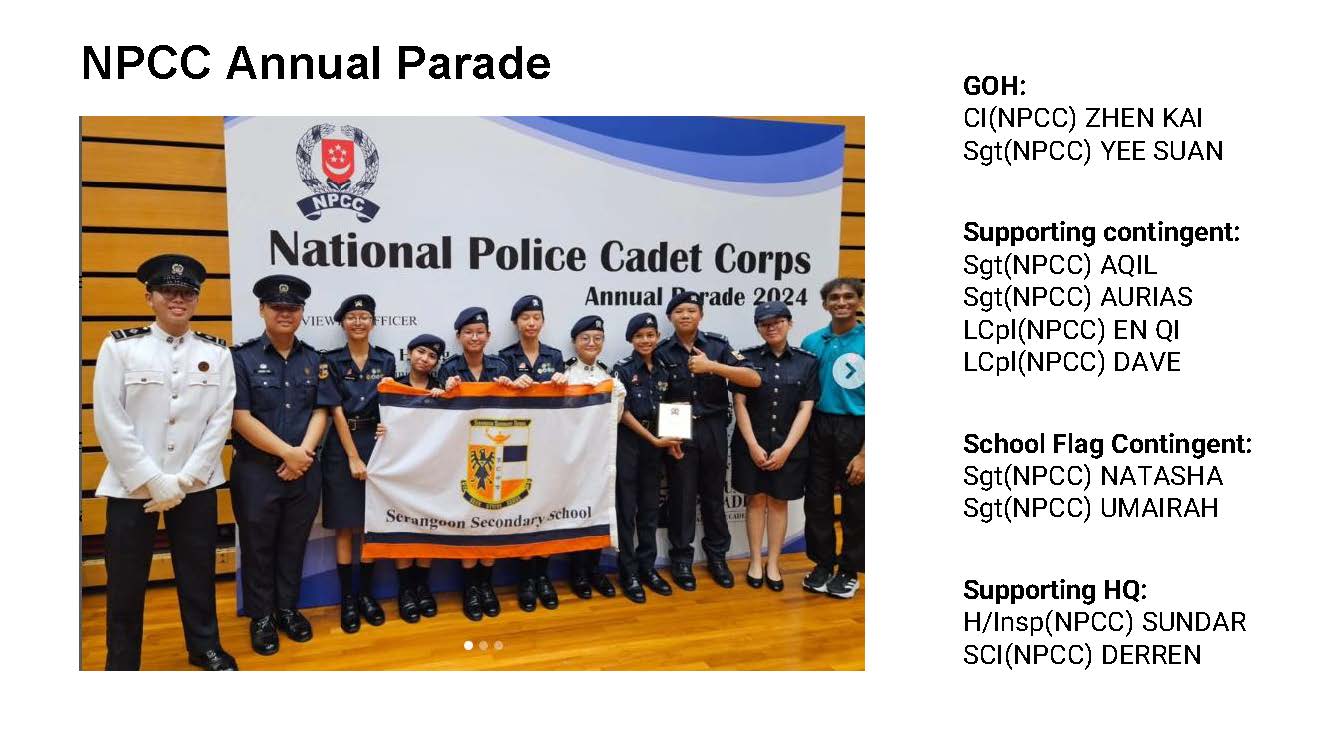 NPCC Annual Parade
NPCC
National Police Cadet Corps
Annual Parade 2024
Serangoon Secondary School
GOH:
CI(NPCC) ZHEN KAI
Sgt(NPCC) YEE SUAN
Supporting contingent:
Sgt(NPCC) AQIL
Sgt(NPCC) AURIAS
LCpl(NPCC) EN QI
LCpl(NPCC) DAVE
School Flag Contingent:
Sgt(NPCC) NATASHA
Sgt(NPCC) UMAIRAH
Supporting HQ:
H/Insp(NPCC) SUNDAR
SCI(NPCC) DERREN